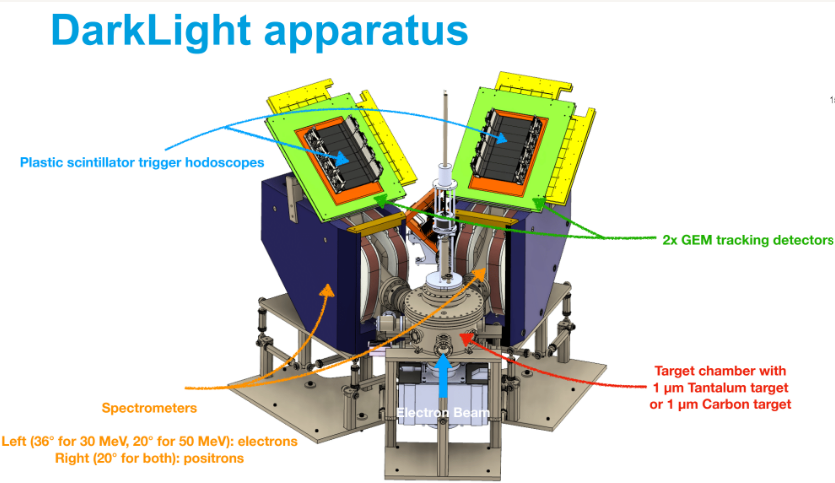 DarkLight apparatus
Plastic scintillator trigger hodoscopes
2x GEM tracking detectors
Target chamber with
1 μm Tantalum target
or 1 μm Carbon target
Electron Beam
Spectrometers
Left (36° for 30 MeV, 20° for 50 MeV): electrons
Right (20° for both): positrons